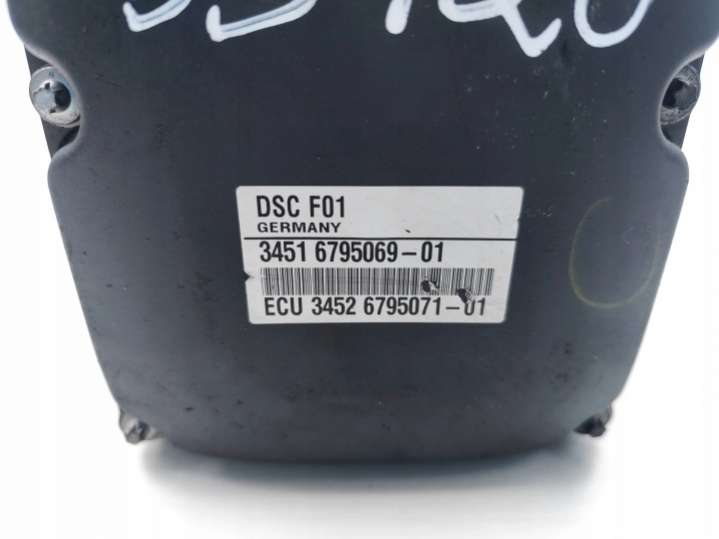 DSC F01
GERMANY
3451 6795069-01
ECU 3452 6795071-01